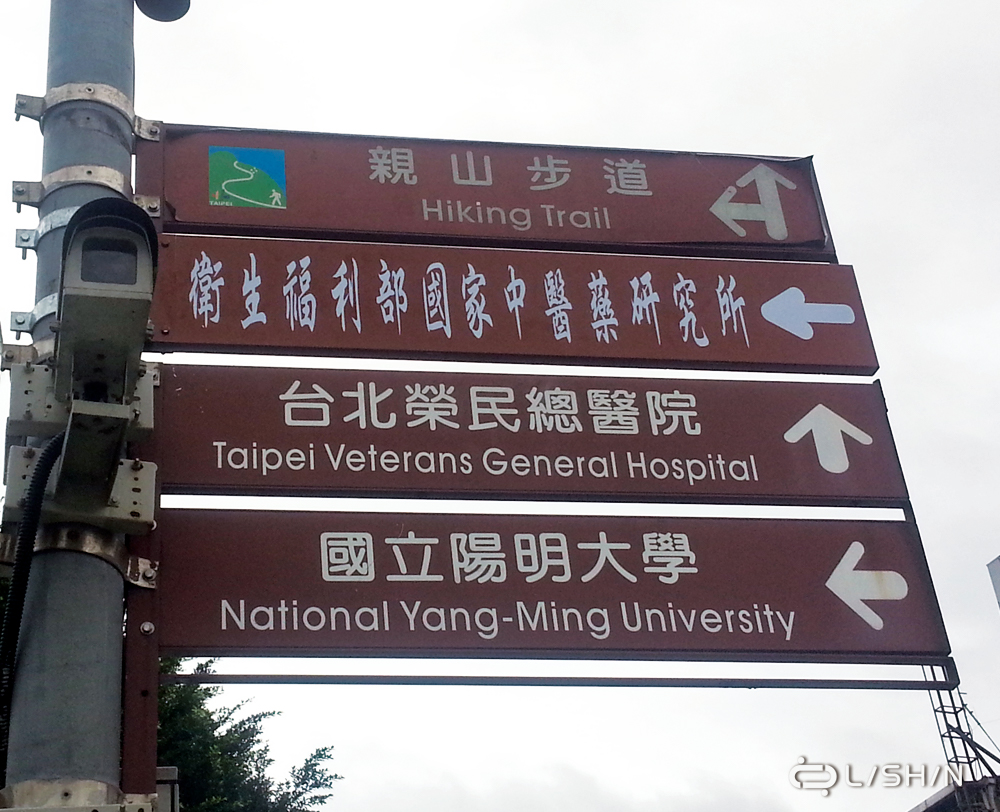 TAIPEI
親山步道
Hiking Trail
衛生福利部國家中醫藥研究所
台北榮民總醫院
Taipei Veterans General Hospital
國立陽明大學
National Yang-Ming University
L/SH/N